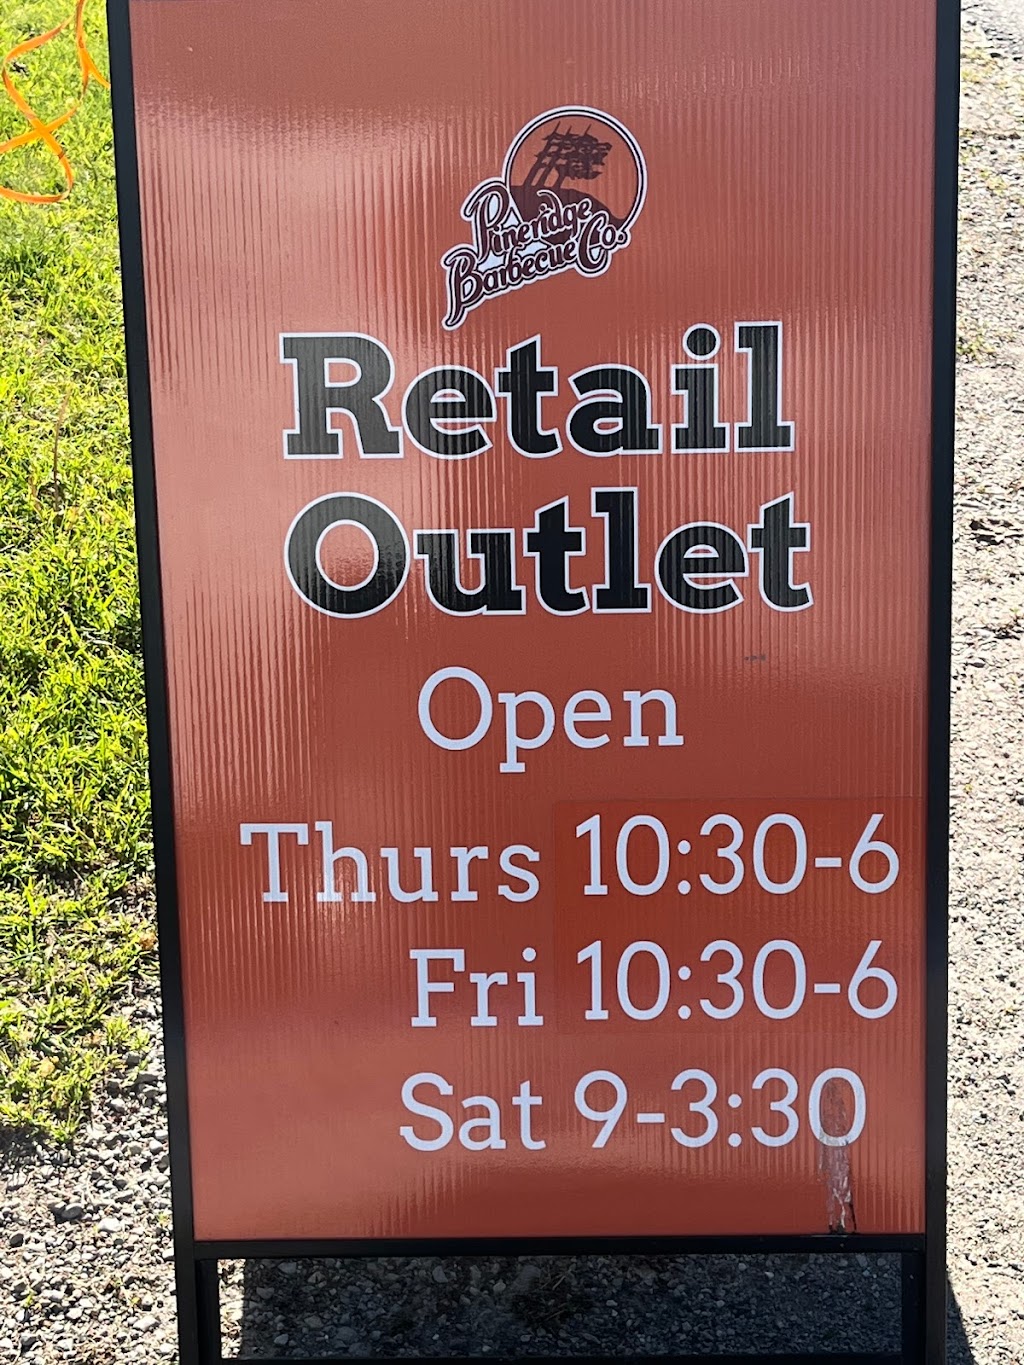 Pineridge
Barbecue Co.
Retail
Outlet
Open
Thurs 10:30-6
Fri 10:30-6
Sat 9-3:30